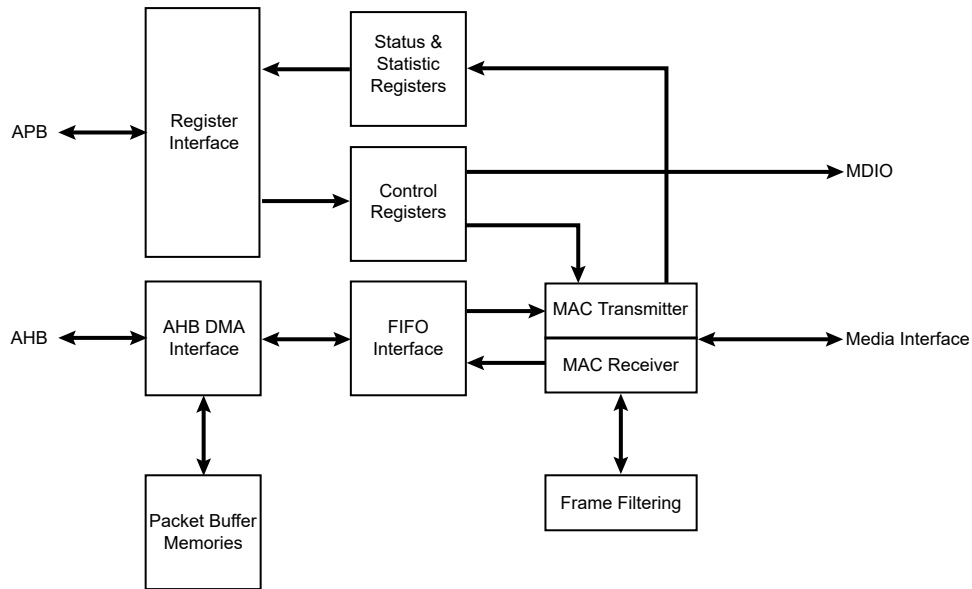 Status &
Statistic
Registers
APB
Register
Interface
Control
Registers
MDIO
AHB
AHB DMA
Interface
FIFO
Interface
MAC Transmitter
MAC Receiver
Media Interface
Packet Buffer
Memories
Frame Filtering